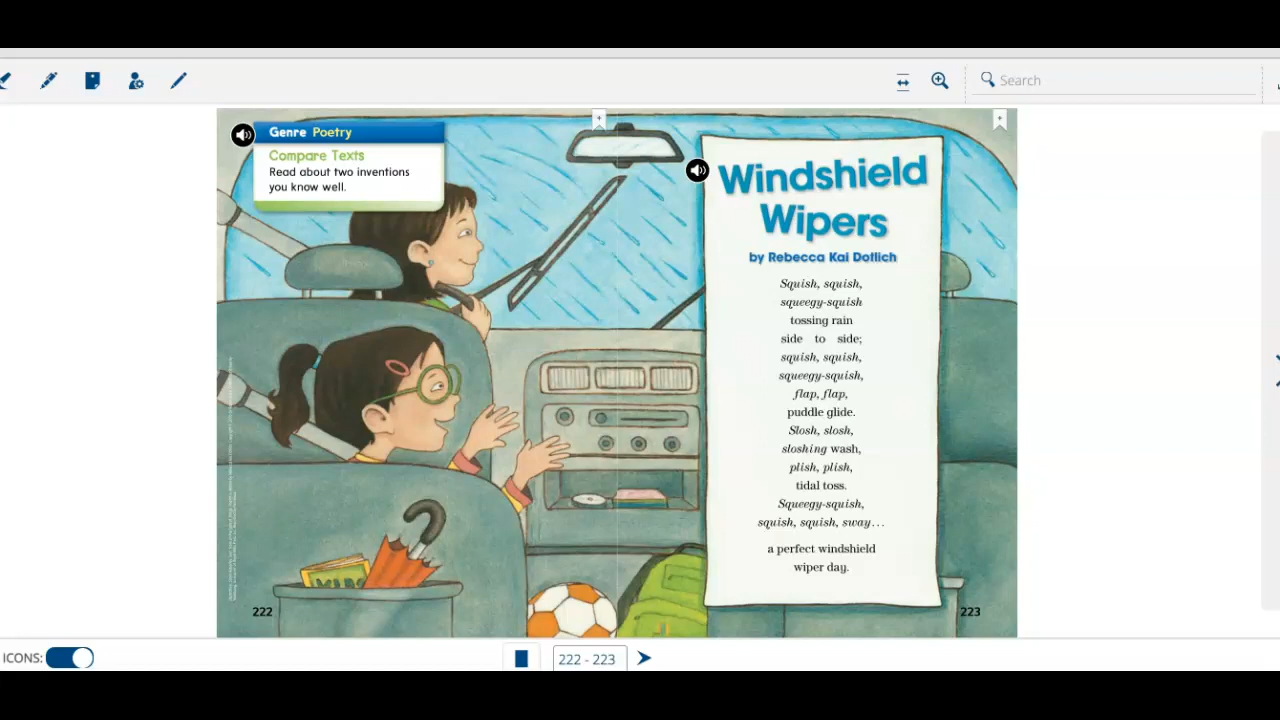 Search
Genre Poetry
Compare Texts
Read about two inventions
you know well.
Windshield
Wipers
by Rebecca Kai Dotlich
Squish, squish,
squeegy-squish
tossing rain
side to side;
squish, squish,
squeegy-squish,
flap, flap,
puddle glide.
Slosh, slosh,
sloshing wash,
plish, plish,
tidal toss.
Squeegy-squish,
squish, squish, sway...
a perfect windshield
wiper day.
222
223
ICONS:
222 - 223